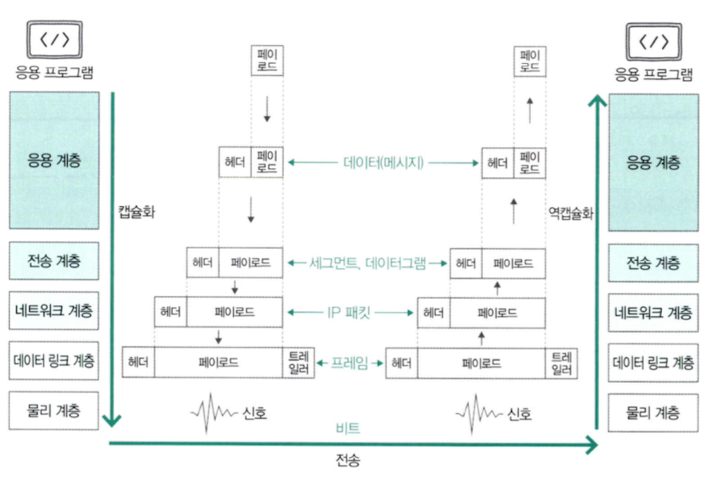 응용 프로그램
응용 계층
전송 계층
네트워크 계층
데이터 링크 계층
물리 계층
캡슐화
페이
로드
헤더
페이
로드
헤더
페이로드
헤더
페이로드
헤더
페이로드
트레
일러
신호
데이터(메시지)
세그먼트, 데이터그램
IP 패킷
프레임
비트
전송
페이
로드
헤더
페이
로드
헤더
페이로드
헤더
페이로드
헤더
페이로드
트레
일러
신호
역캡슐화
응용 프로그램
응용 계층
전송 계층
네트워크 계층
데이터 링크 계층
물리 계층